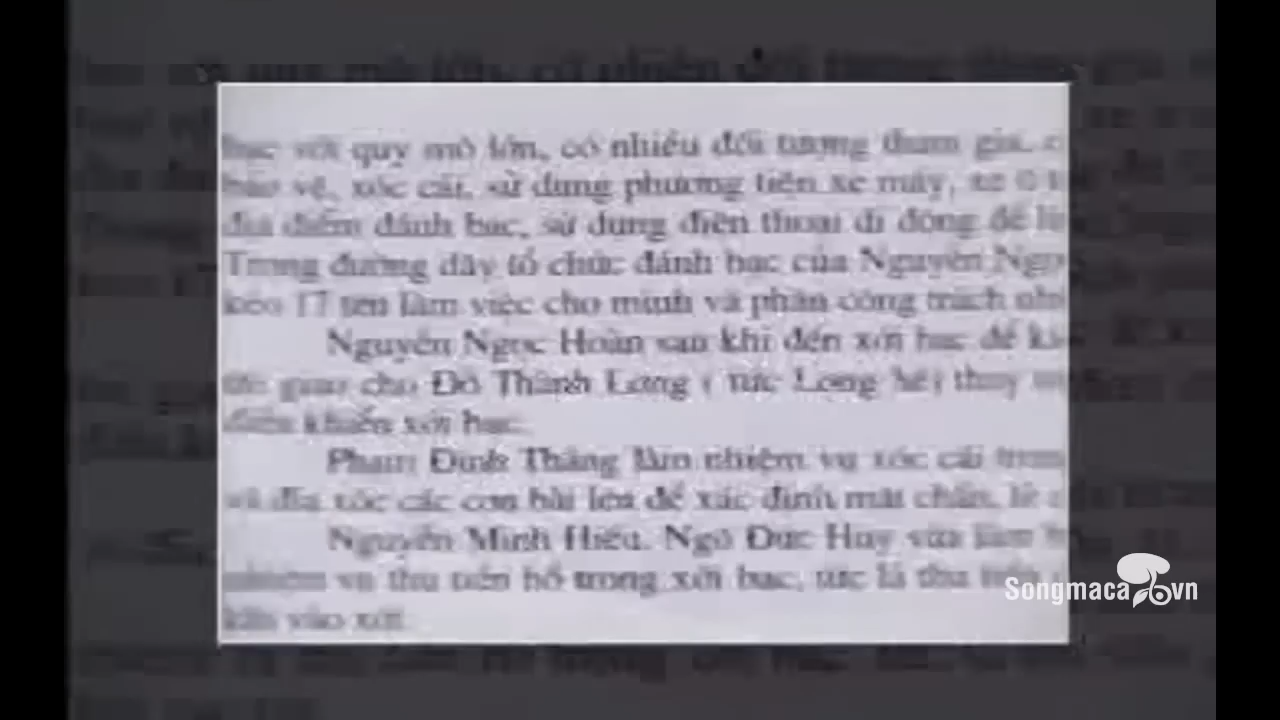 bạc với quy mô lớn, có nhiều đối tượng tham gia,
bảo vệ, xóc cái, sử dụng phương tiện xe máy, xe ô
địa điểm đánh bạc, sử dụng điện thoại di động để
Trong đường dây tổ chức đánh bạc của Nguyễn
kéo 17 tên làm việc cho mình và phân công trách
Nguyễn Ngọc Hoàn sau khi đến xới bạc để
giao cho Đỗ Thành Long ( tức Long
điều khiển xới bạc.
Phạm Đình Thắng làm nhiệm vụ xóc cái
và đĩa xóc các con bài lên để xác định mặt chẵn, lẻ
Nguyễn Minh Hiếu, Ngô Đức Huy vừa làm
nhiệm vụ thu tiền hồ trong xới bạc, tức là thu tiền
vào xới.
Songmaca.vn